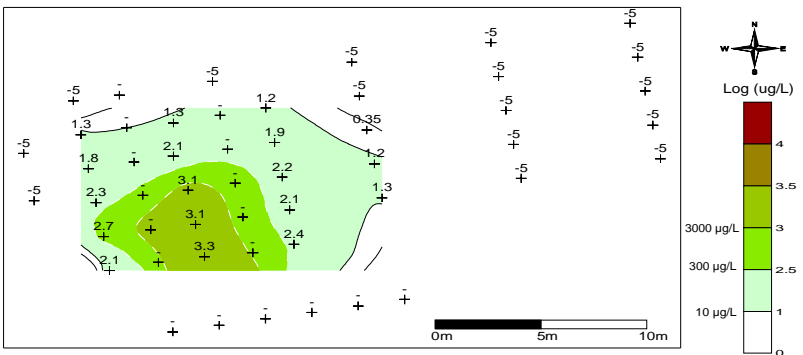 -5
-5
N
-5 -5
W E
-5 -5
S
-5 - -5 -5
Log (ug/L)
1.2 -5
1.3 - 0.35 -5
1.3 -
1.9 -5
-5 2.1 - -5 4
1.8 - 1.2
2.2 -5
3.1 - 3.5
-5 2.3 - 1.3
2.1
3.1 - 3
2.7 - 3000 µg/L
2.4
3.3 -
2.1 - 300 µg/L 2.5
-
-
- 10 µg/L 1
-
-
-
0m 5m 10m
0